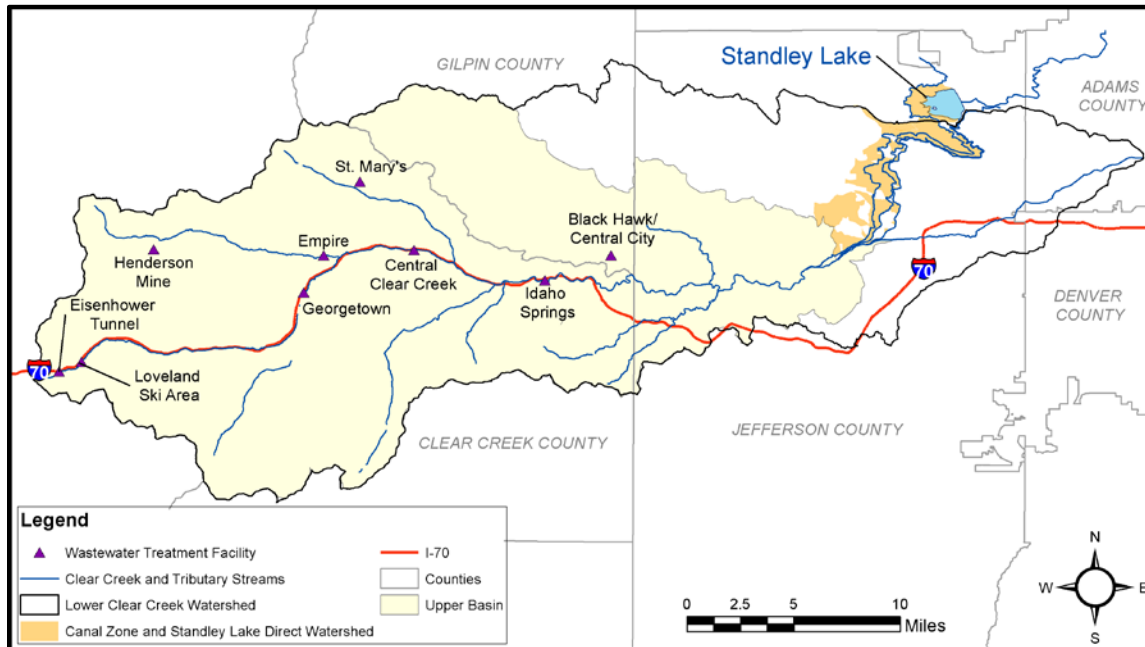 GILPIN COUNTY
Standley Lake
ADAMS
COUNTY
St. Mary's
Black Hawk/
Central City
Henderson
Mine
Empire
Central
Clear Creek
Idaho
Springs
Georgetown
Eisenhower
Tunnel
Loveland
Ski Area
70
70
DENVER
COUNTY
CLEAR CREEK COUNTY
JEFFERSON COUNTY
Legend
Wastewater Treatment Facility
I-70
Clear Creek and Tributary Streams
Counties
Lower Clear Creek Watershed
Upper Basin
Canal Zone and Standley Lake Direct Watershed
0 2.5 5 10
Miles
N
W E
S